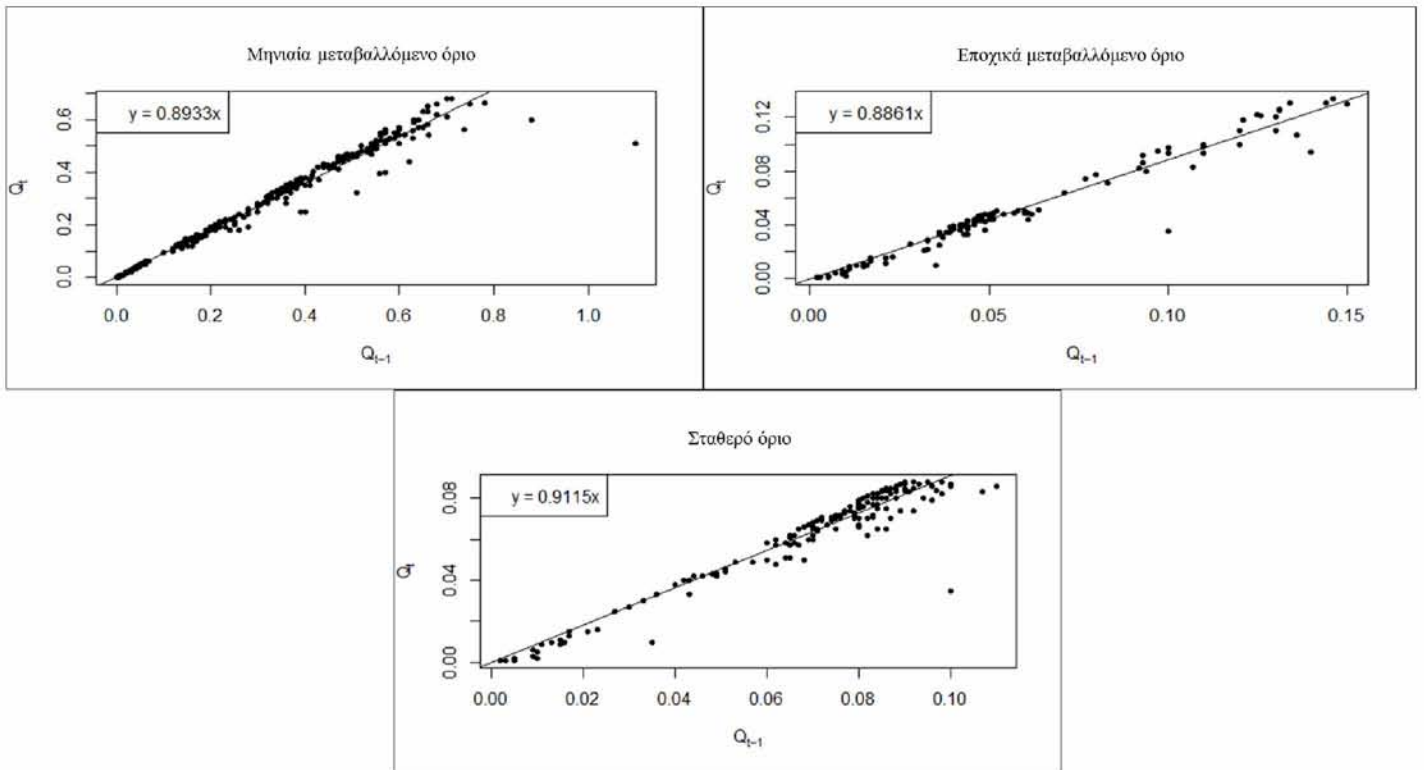 Μηνιαία μεταβαλλόμενο όριο
y = 0.8933x
Qt
0.0 0.2 0.4 0.6
0.0 0.2 0.4 0.6 0.8 1.0
Qt−1
Εποχικά μεταβαλλόμενο όριο
y = 0.8861x
Qt
0.00 0.04 0.08 0.12
0.00 0.05 0.10 0.15
Qt−1
Σταθερό όριο
y = 0.9115x
Qt
0.00 0.04 0.08
0.00 0.02 0.04 0.06 0.08 0.10
Qt−1